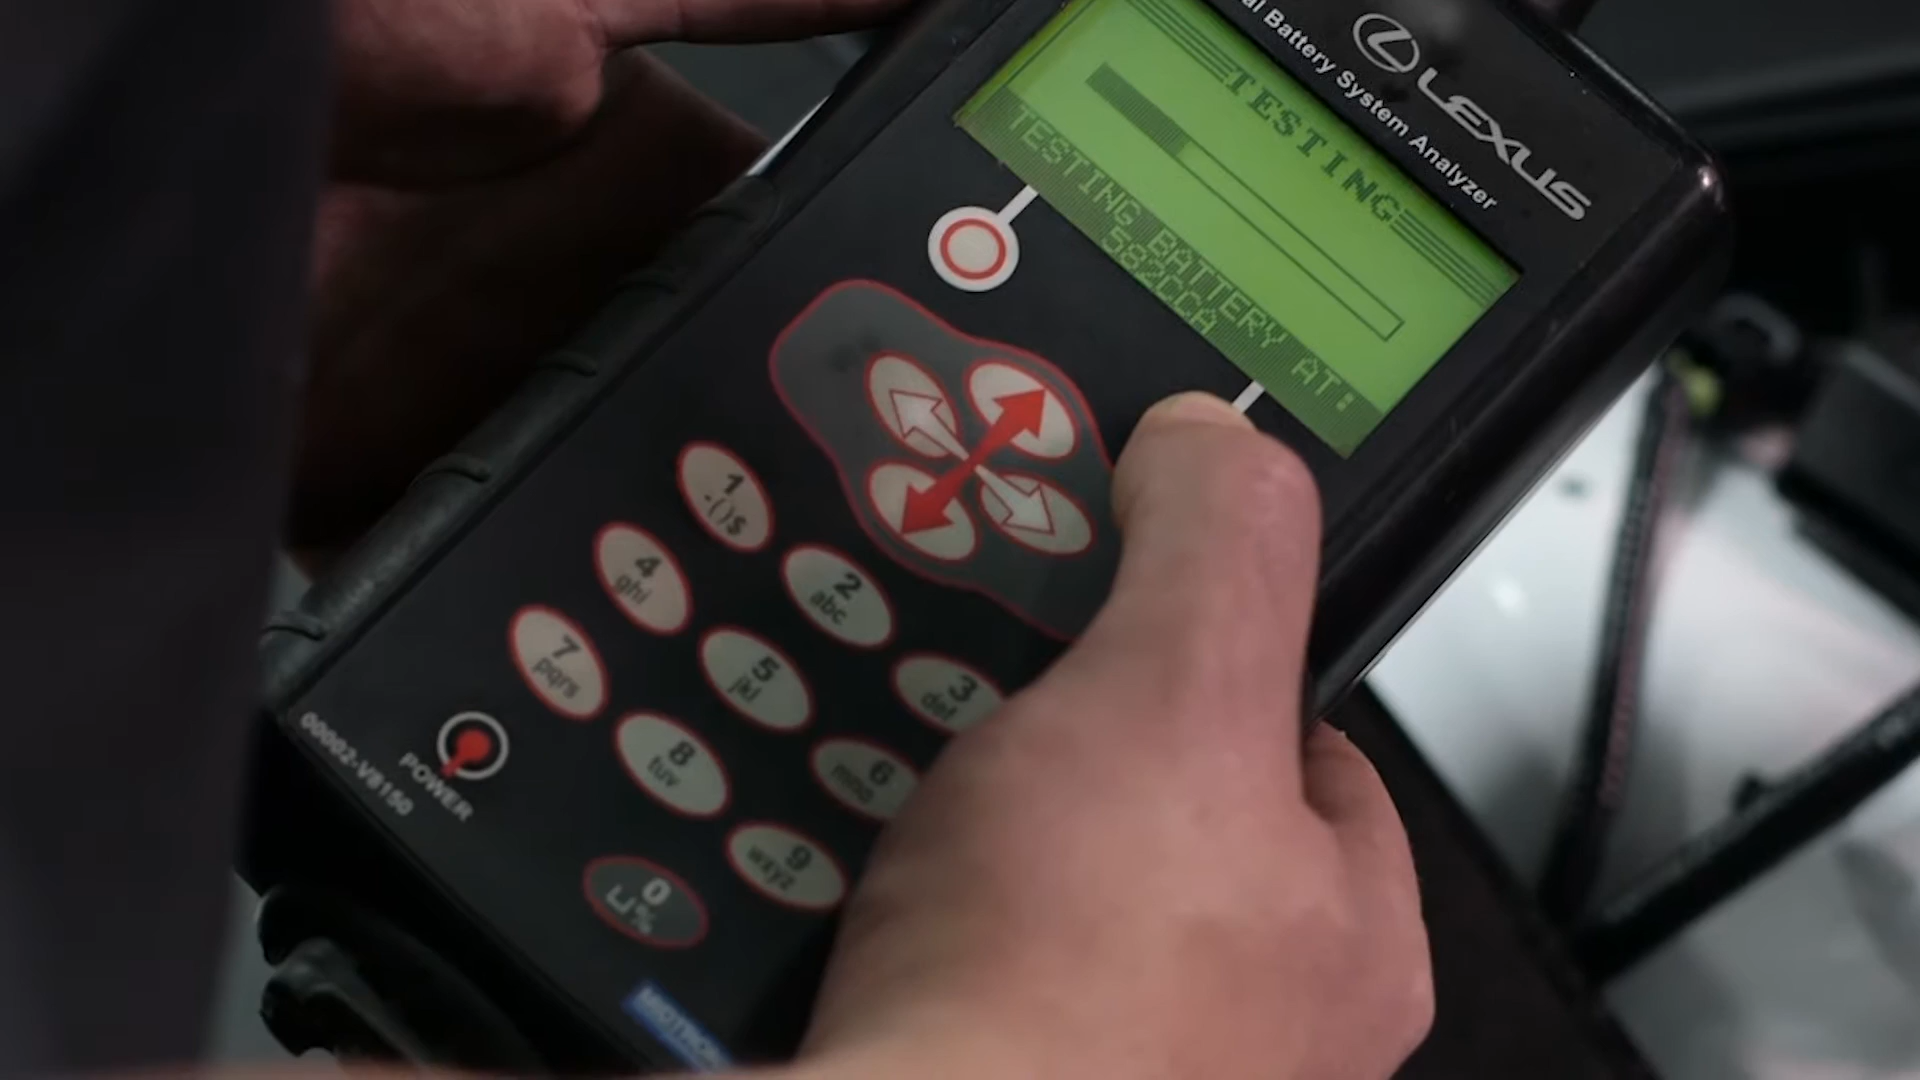 LEXUS
Battery System Analyzer
TESTING
TESTING BATTERY AT:
582CCA
1
.()$
2
abc
3
def
4
ghi
5
jkl
6
mno
7
pqrs
8
tuv
9
wxyz
0
%
POWER
00002-V8150